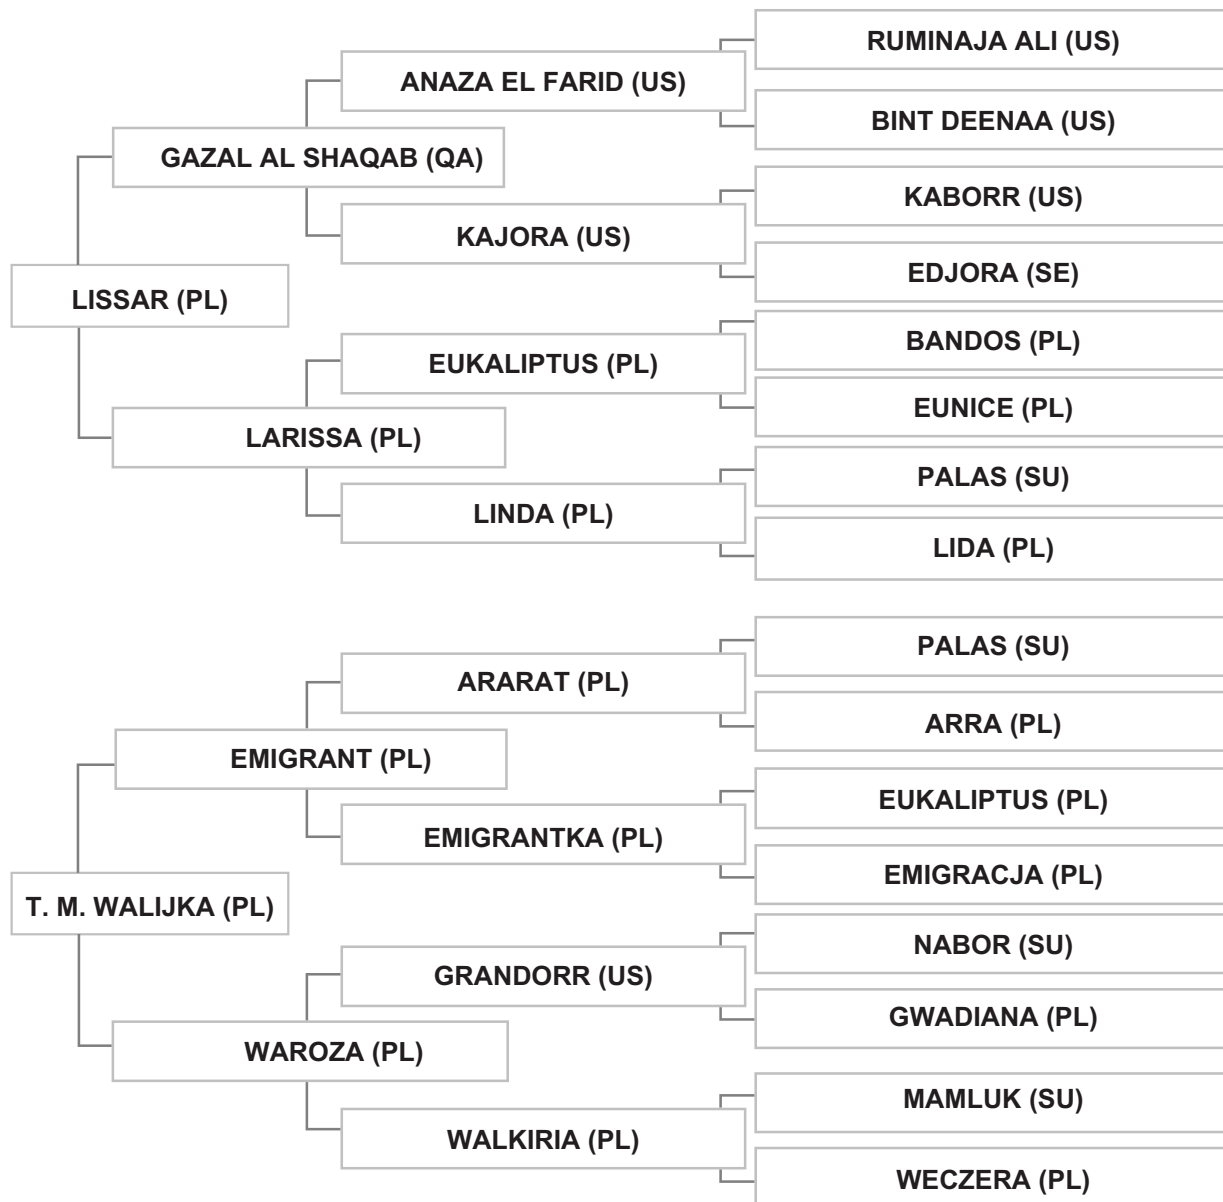 RUMINAJA ALI (US)
ANAZA EL FARID (US)
BINT DEENAA (US)
GAZAL AL SHAQAB (QA)
KABORR (US)
KAJORA (US)
EDJORA (SE)
LISSAR (PL)
BANDOS (PL)
EUKALIPTUS (PL)
EUNICE (PL)
LARISSA (PL)
PALAS (SU)
LINDA (PL)
LIDA (PL)
PALAS (SU)
ARARAT (PL)
ARRA (PL)
EMIGRANT (PL)
EUKALIPTUS (PL)
EMIGRANTKA (PL)
EMIGRACJA (PL)
T. M. WALIJKA (PL)
NABOR (SU)
GRANDORR (US)
GWADIANA (PL)
WAROZA (PL)
MAMLUK (SU)
WALKIRIA (PL)
WECZERA (PL)